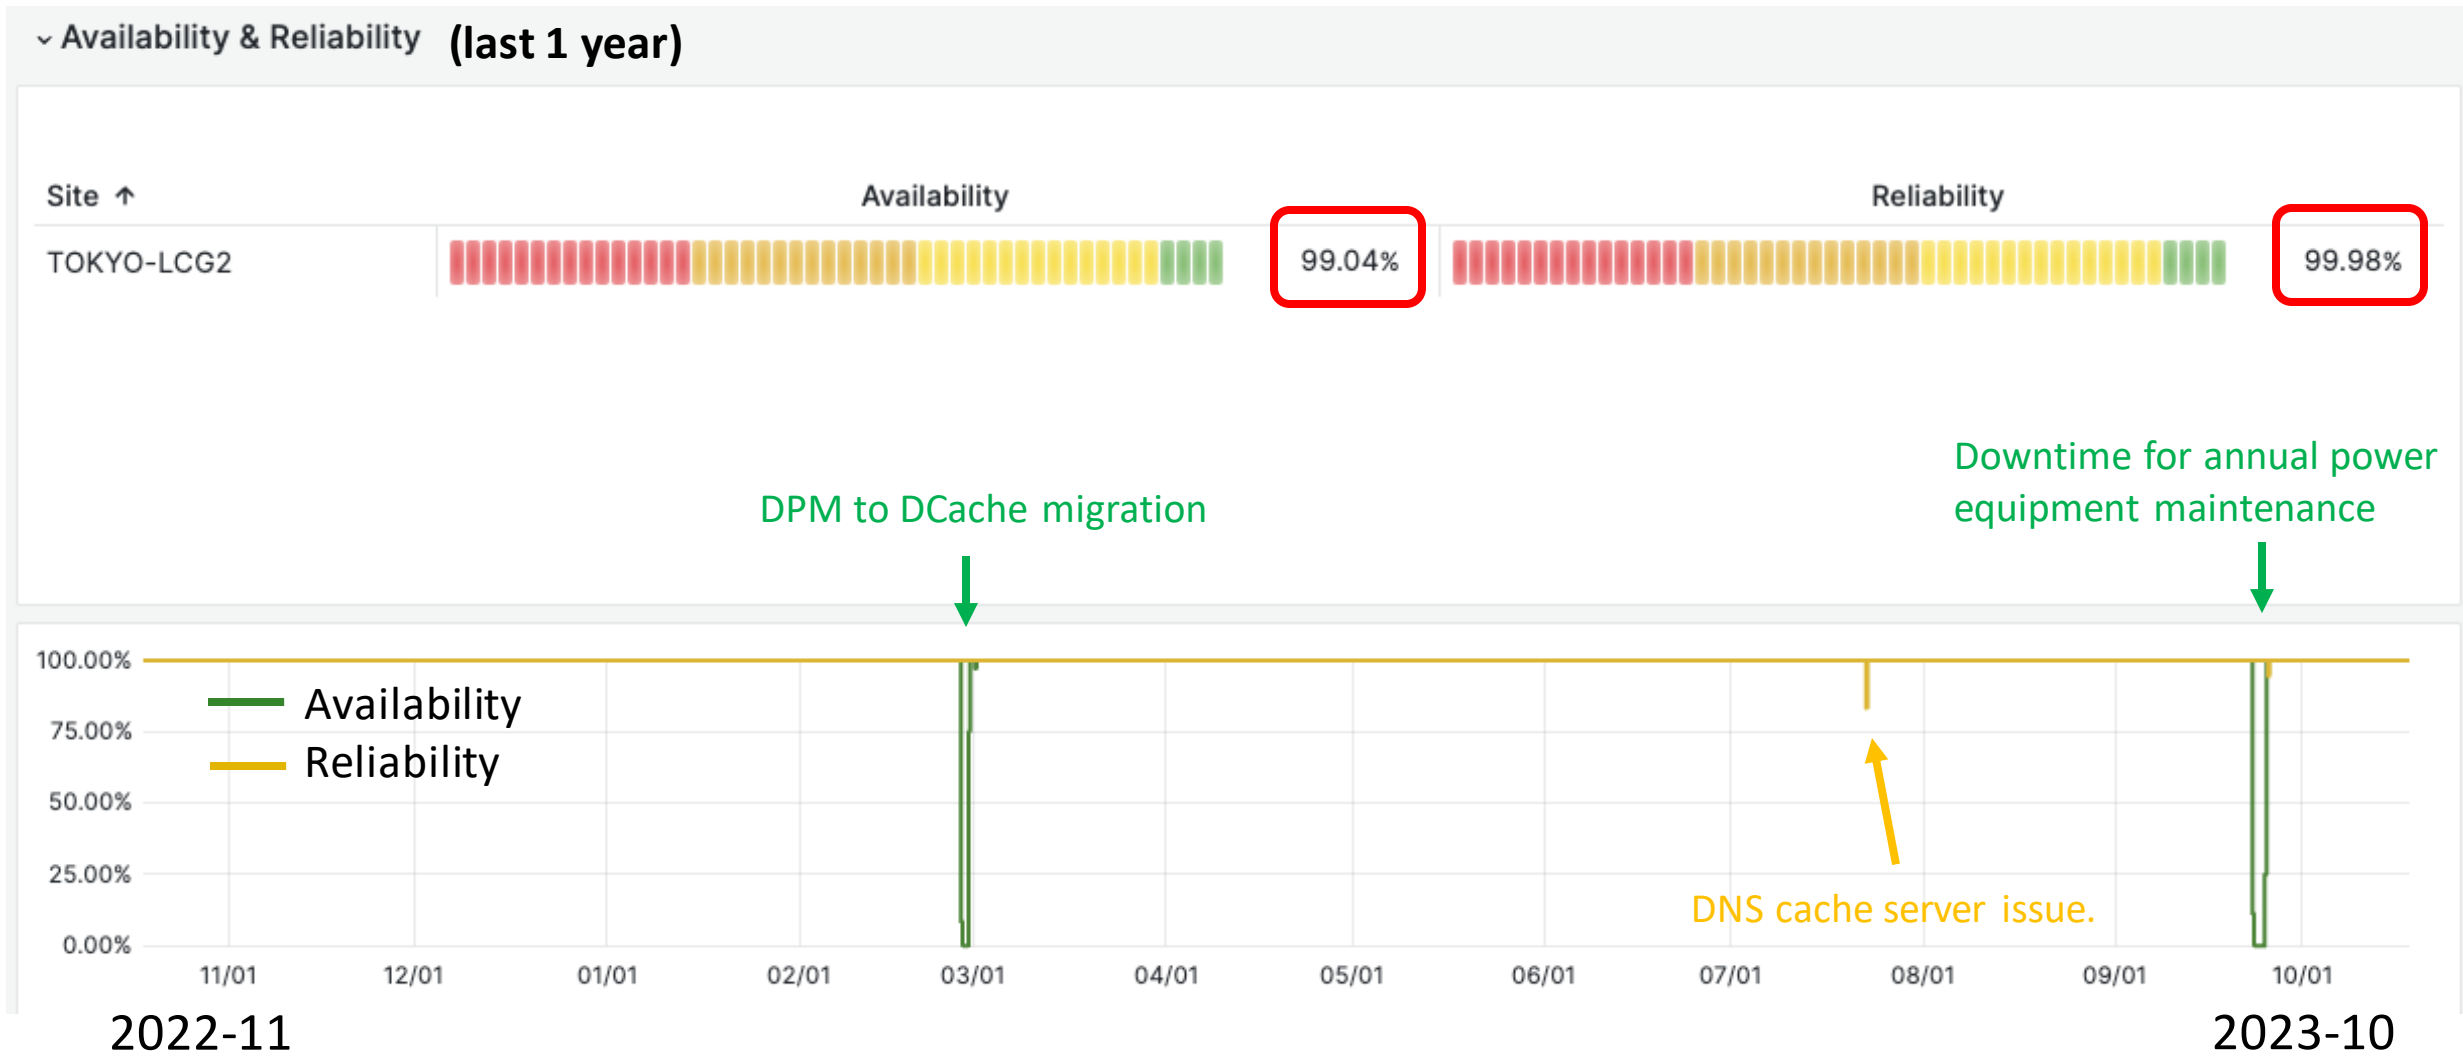 Availability & Reliability (last 1 year)
Site ↑ Availability Reliability
TOKYO-LCG2 99.04% 99.98%
Downtime for annual power
equipment maintenance
DPM to DCache migration
100.00%
75.00%
50.00%
25.00%
0.00%
Availability
Reliability
DNS cache server issue.
11/01 12/01 01/01 02/01 03/01 04/01 05/01 06/01 07/01 08/01 09/01 10/01
2022-11 2023-10